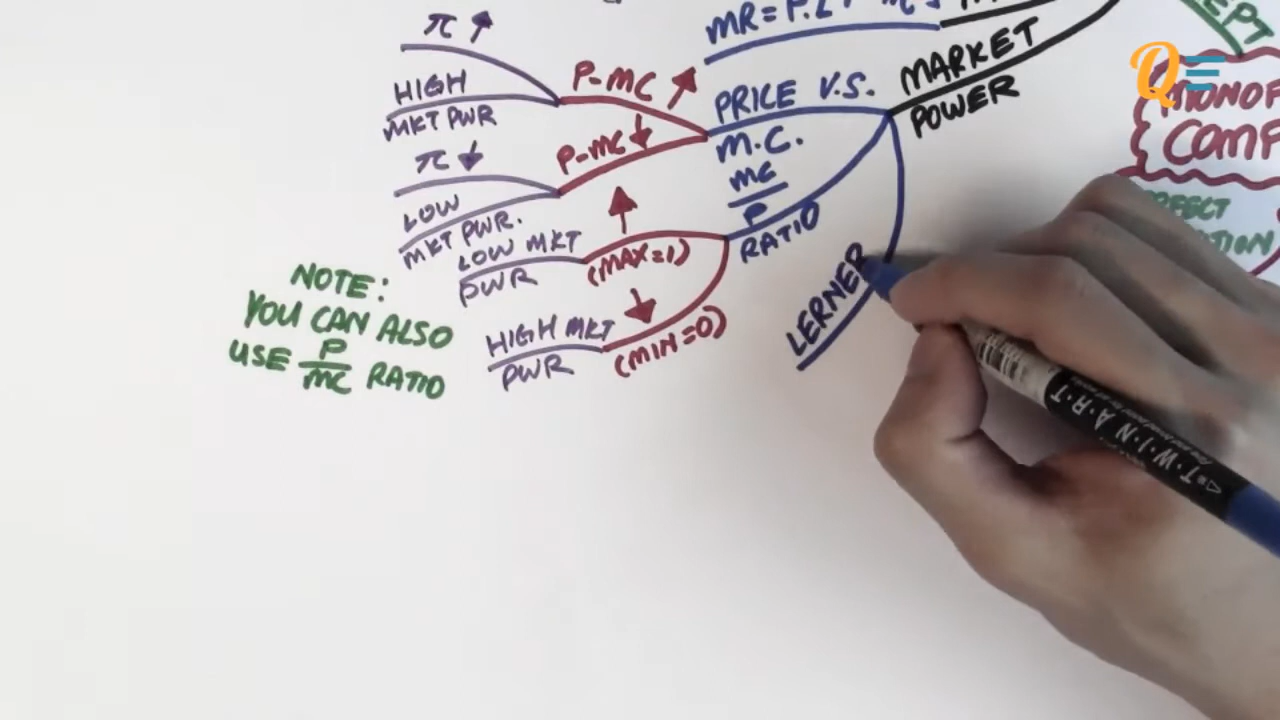 π
HIGH
MKT PWR
P-MC
π
LOW
MKT PWR.
P-MC
PRICE V.S.
M.C.
MARKET
POWER
MC
P
RATIO
LOW MKT
PWR
(MAX=1)
HIGH MKT
PWR
(MIN=0)
NOTE:
YOU CAN ALSO
USE P
MC RATIO
LERNER
Q
T·W·I·N A·R·T